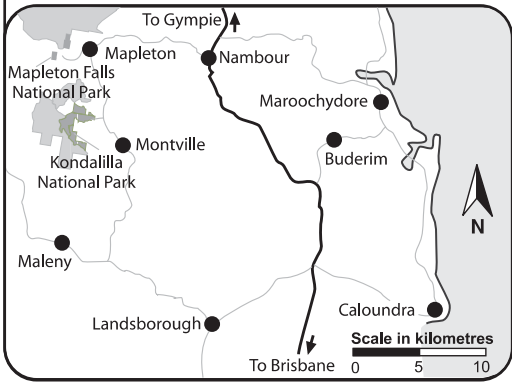 To Gympie
Mapleton
Nambour
Mapleton Falls
National Park
Maroochydore
Montville
Buderim
Kondalilla
National Park
N
Maleny
Caloundra
Landsborough
Scale in kilometres
0 5 10
To Brisbane